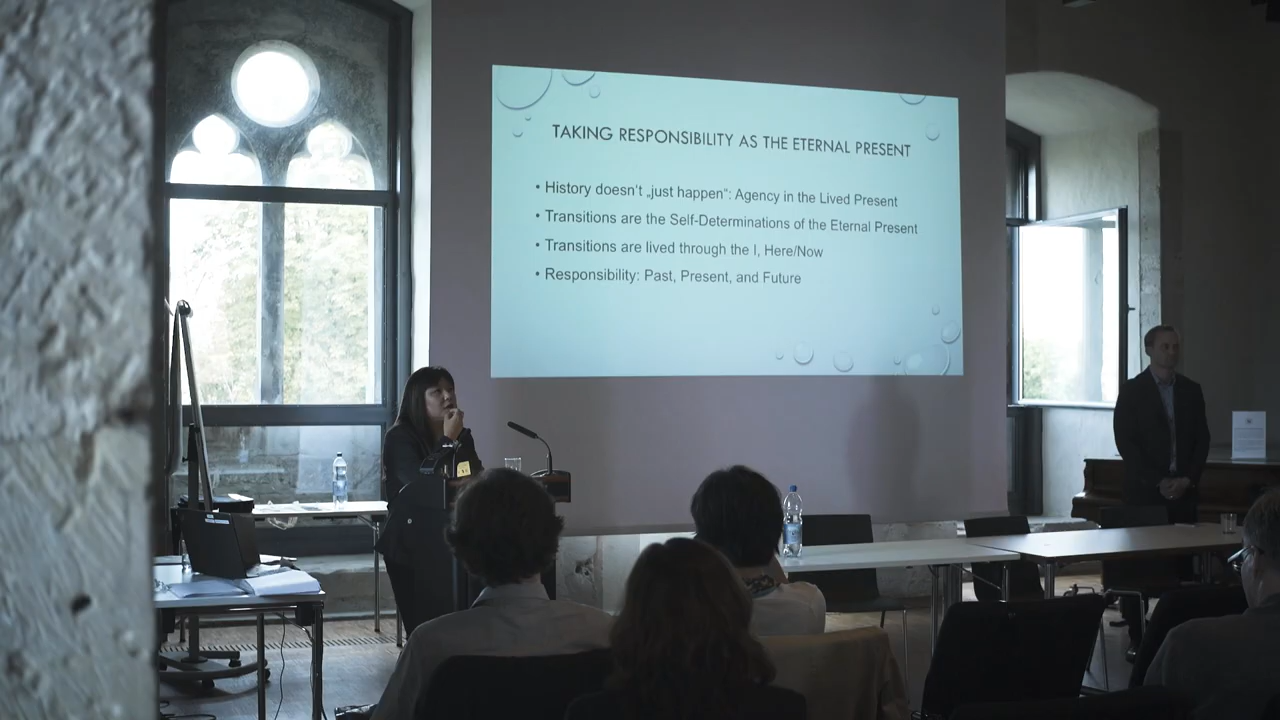 TAKING RESPONSIBILITY AS THE ETERNAL PRESENT
• History doesn't „just happen“: Agency in the Lived Present
• Transitions are the Self-Determinations of the Eternal Present
• Transitions are lived through the I, Here/Now
• Responsibility: Past, Present, and Future